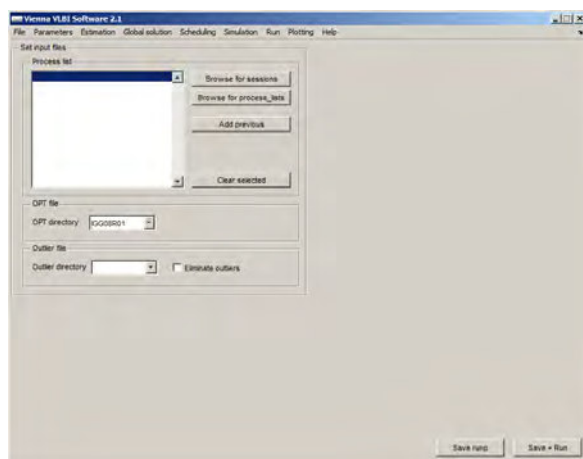 Vienna VLBI Software 2.1
File Parameters Estimation Global solution Scheduling Simulation Run Plotting Help
Set input files
Process list
Browse for sessions
Browse for process_lists
Add previous
Clear selected
OPT file
OPT directory IGG08R01
Outlier file
Outlier directory Eliminate outliers
Save runp Save + Run